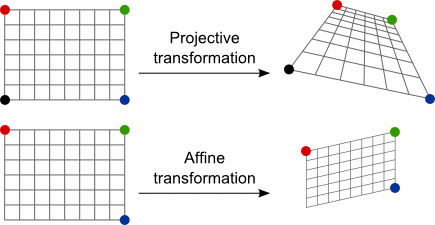 Projective
transformation
Affine
transformation